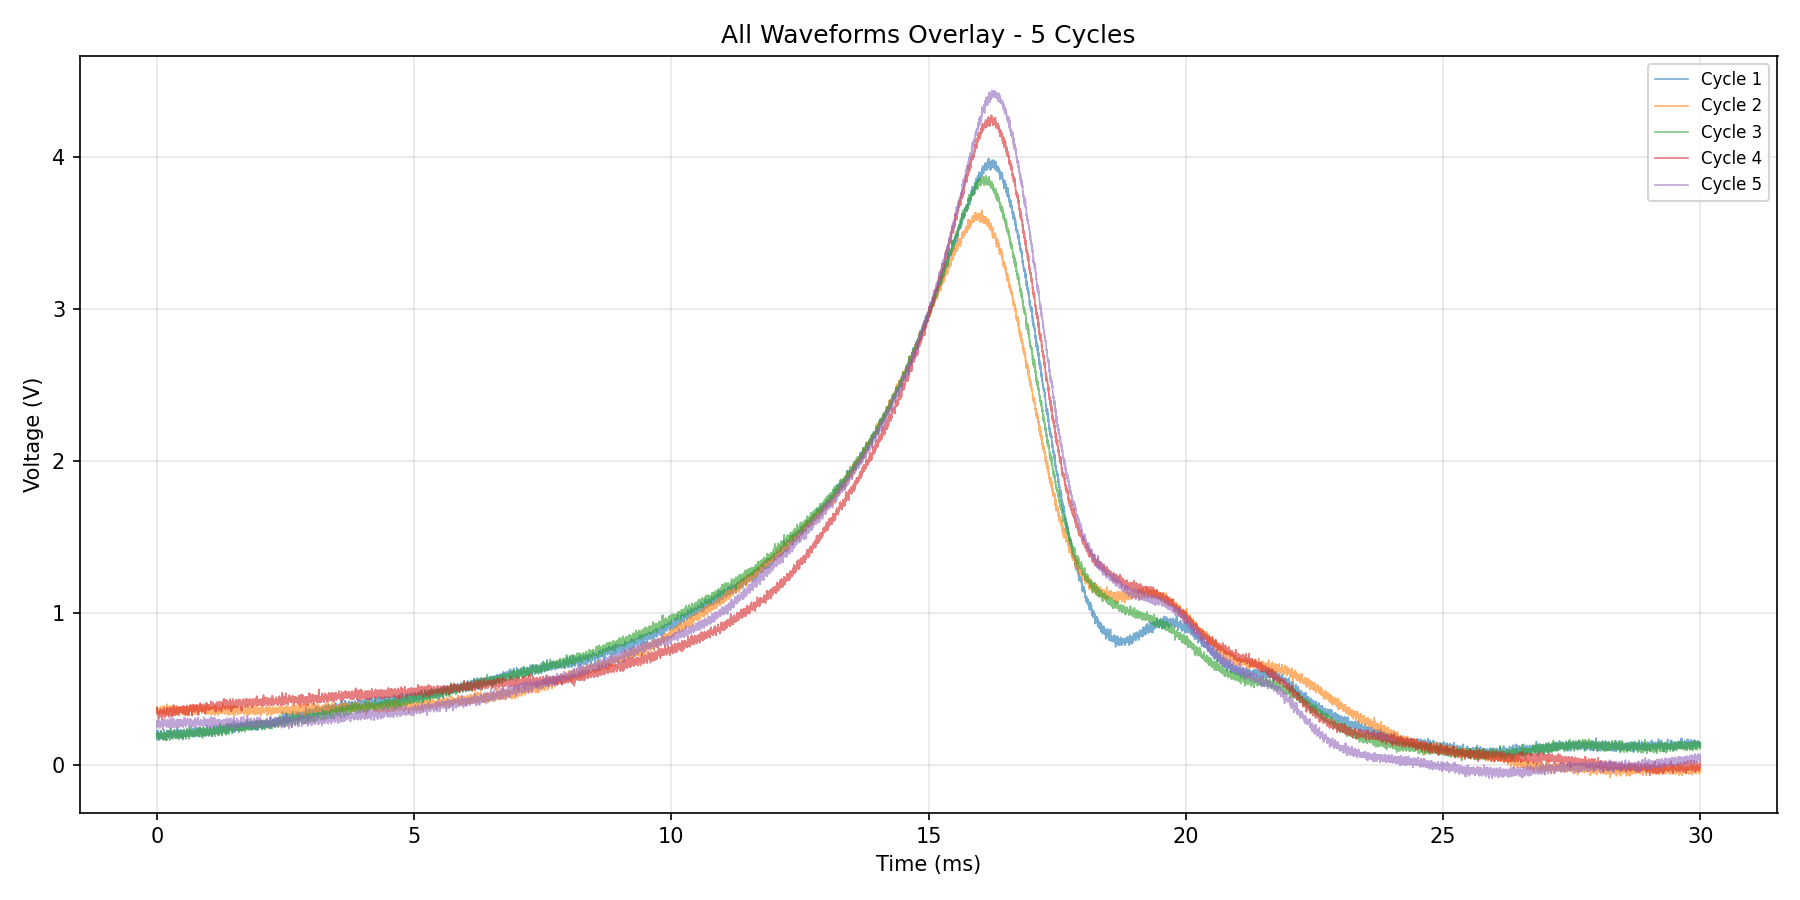 All Waveforms Overlay - 5 Cycles
Cycle 1
Cycle 2
Cycle 3
Cycle 4
Cycle 5
Voltage (V)
4
3
2
1
0
0 5 10 15 20 25 30
Time (ms)